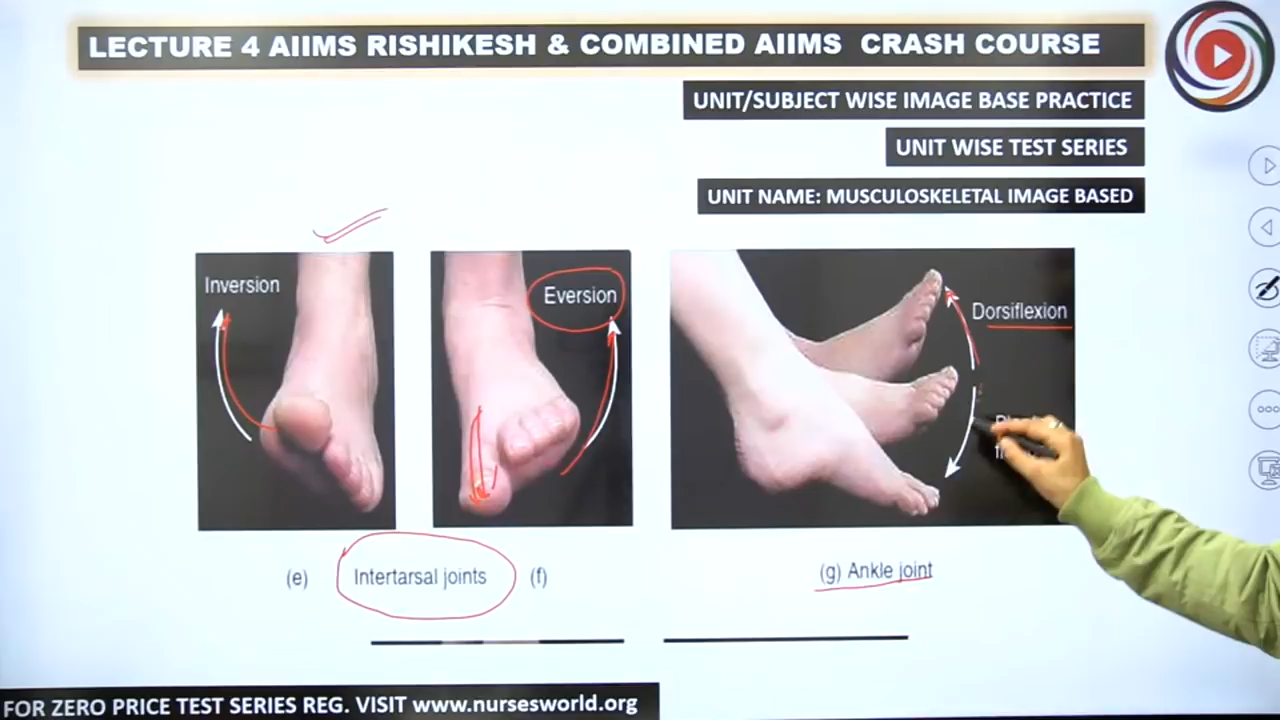 LECTURE 4 AIIMS RISHIKESH & COMBINED AIIMS CRASH COURSE
UNIT/SUBJECT WISE IMAGE BASE PRACTICE
UNIT WISE TEST SERIES
UNIT NAME: MUSCULOSKELETAL IMAGE BASED
Inversion
Eversion
Dorsiflexion
(e) Intertarsal joints (f)
(g) Ankle joint
FOR ZERO PRICE TEST SERIES REG. VISIT www.nursesworld.org